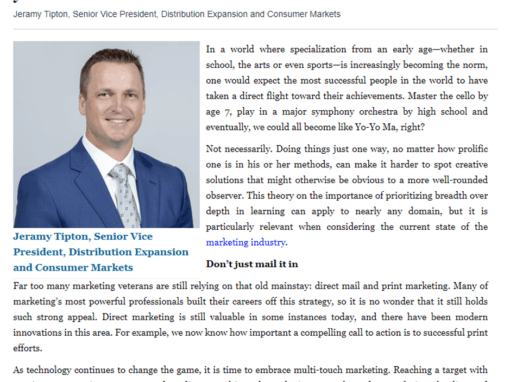 Jeramy Tipton, Senior Vice President, Distribution Expansion and Consumer Markets
In a world where specialization from an early age—whether in
school, the arts or even sports—is increasingly becoming the norm,
one would expect the most successful people in the world to have
taken a direct flight toward their achievements. Master the cello by
age 7, play in a major symphony orchestra by high school and
eventually, we could all become like Yo-Yo Ma, right?
Not necessarily. Doing things just one way, no matter how prolific
one is in his or her methods, can make it harder to spot creative
solutions that might otherwise be obvious to a more well-rounded
observer. This theory on the importance of prioritizing breadth over
depth in learning can apply to nearly any domain, but it is
particularly relevant when considering the current state of the
marketing industry.
Jeramy Tipton, Senior Vice
President, Distribution Expansion
and Consumer Markets
Don't just mail it in
Far too many marketing veterans are still relying on that old mainstay: direct mail and print marketing. Many of
marketing's most powerful professionals built their careers off this strategy, so it is no wonder that it still holds
such strong appeal. Direct marketing is still valuable in some instances today, and there have been modern
innovations in this area. For example, we now know how important a compelling call to action is to successful print
efforts.
As technology continues to change the game, it is time to embrace multi-touch marketing. Reaching a target with